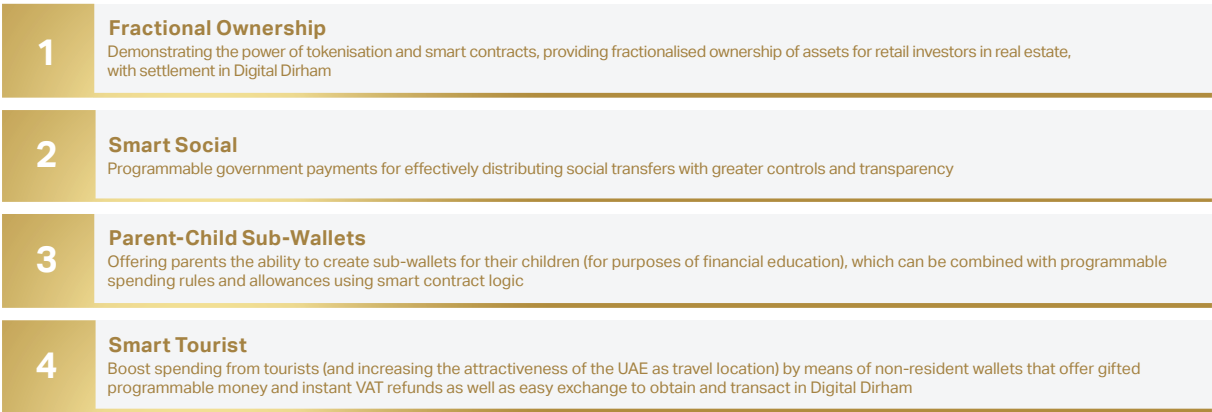 1
Fractional Ownership
Demonstrating the power of tokenisation and smart contracts, providing fractionalised ownership of assets for retail investors in real estate,
with settlement in Digital Dirham
2
Smart Social
Programmable government payments for effectively distributing social transfers with greater controls and transparency
3
Parent-Child Sub-Wallets
Offering parents the ability to create sub-wallets for their children (for purposes of financial education), which can be combined with programmable
spending rules and allowances using smart contract logic
4
Smart Tourist
Boost spending from tourists (and increasing the attractiveness of the UAE as travel location) by means of non-resident wallets that offer gifted
programmable money and instant VAT refunds as well as easy exchange to obtain and transact in Digital Dirham